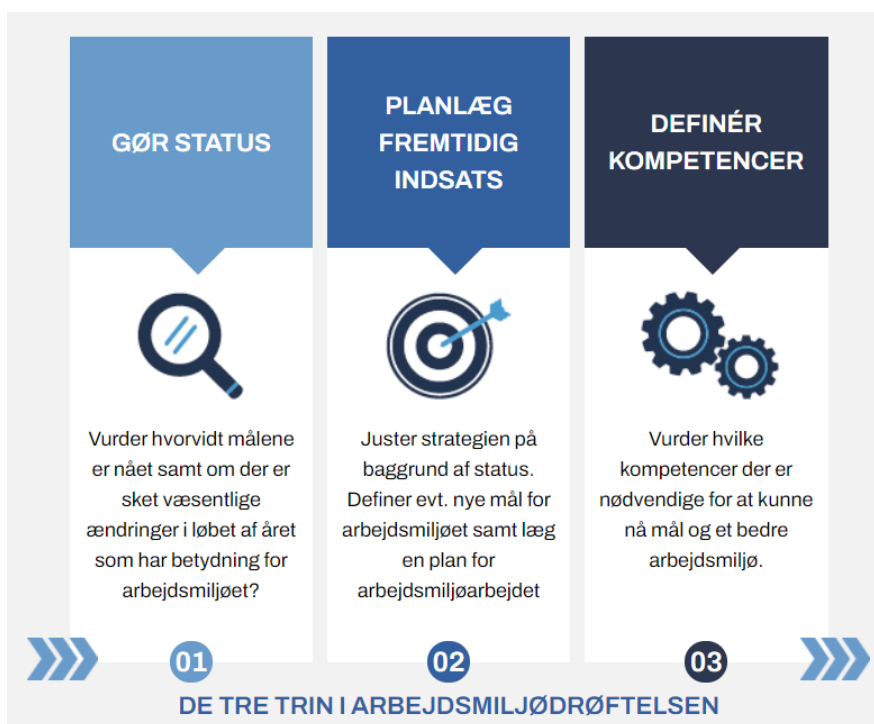 GØR STATUS
Vurder hvorvidt målene
er nået samt om der er
sket væsentlige
ændringer i løbet af året
som har betydning for
arbejdsmiljøet?
01
PLANLÆG
FREMTIDIG
INDSATS
Juster strategien på
baggrund af status.
Definer evt. nye mål for
arbejdsmiljøet samt læg
en plan for
arbejdsmiljøarbejdet
02
DEFINÉR
KOMPETENCER
Vurder hvilke
kompetencer der er
nødvendige for at kunne
nå mål og et bedre
arbejdsmiljø.
03
DE TRE TRIN I ARBEJDSMILJØDRØFTELSEN